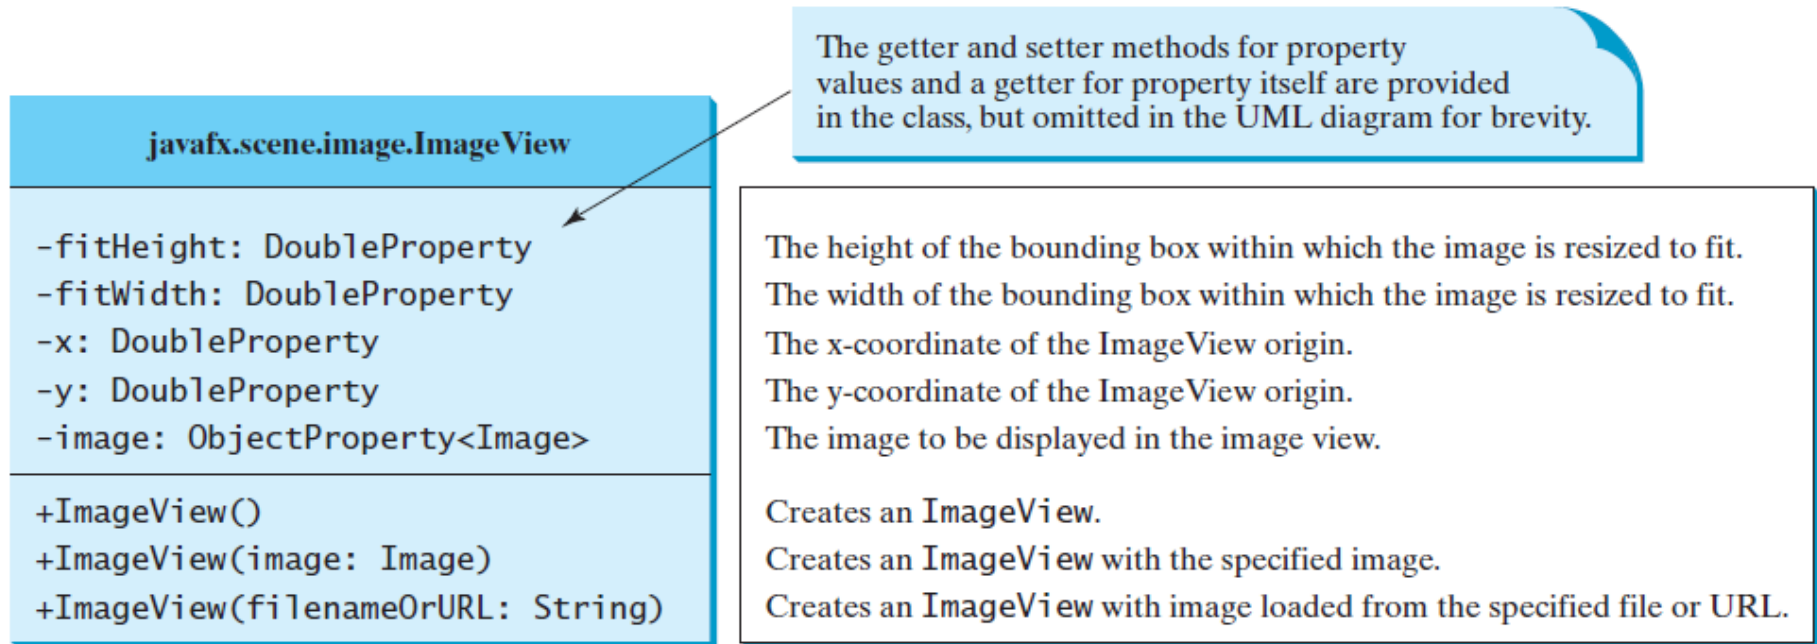 The getter and setter methods for property
values and a getter for property itself are provided
in the class, but omitted in the UML diagram for brevity.
javafx.scene.image.ImageView
-fitHeight: DoubleProperty
The height of the bounding box within which the image is resized to fit.
-fitWidth: DoubleProperty
The width of the bounding box within which the image is resized to fit.
-x: DoubleProperty
The x-coordinate of the ImageView origin.
-y: DoubleProperty
The y-coordinate of the ImageView origin.
-image: ObjectProperty<Image>
The image to be displayed in the image view.
+ImageView()
Creates an ImageView.
+ImageView(image: Image)
Creates an ImageView with the specified image.
+ImageView(filenameOrURL: String)
Creates an ImageView with image loaded from the specified file or URL.